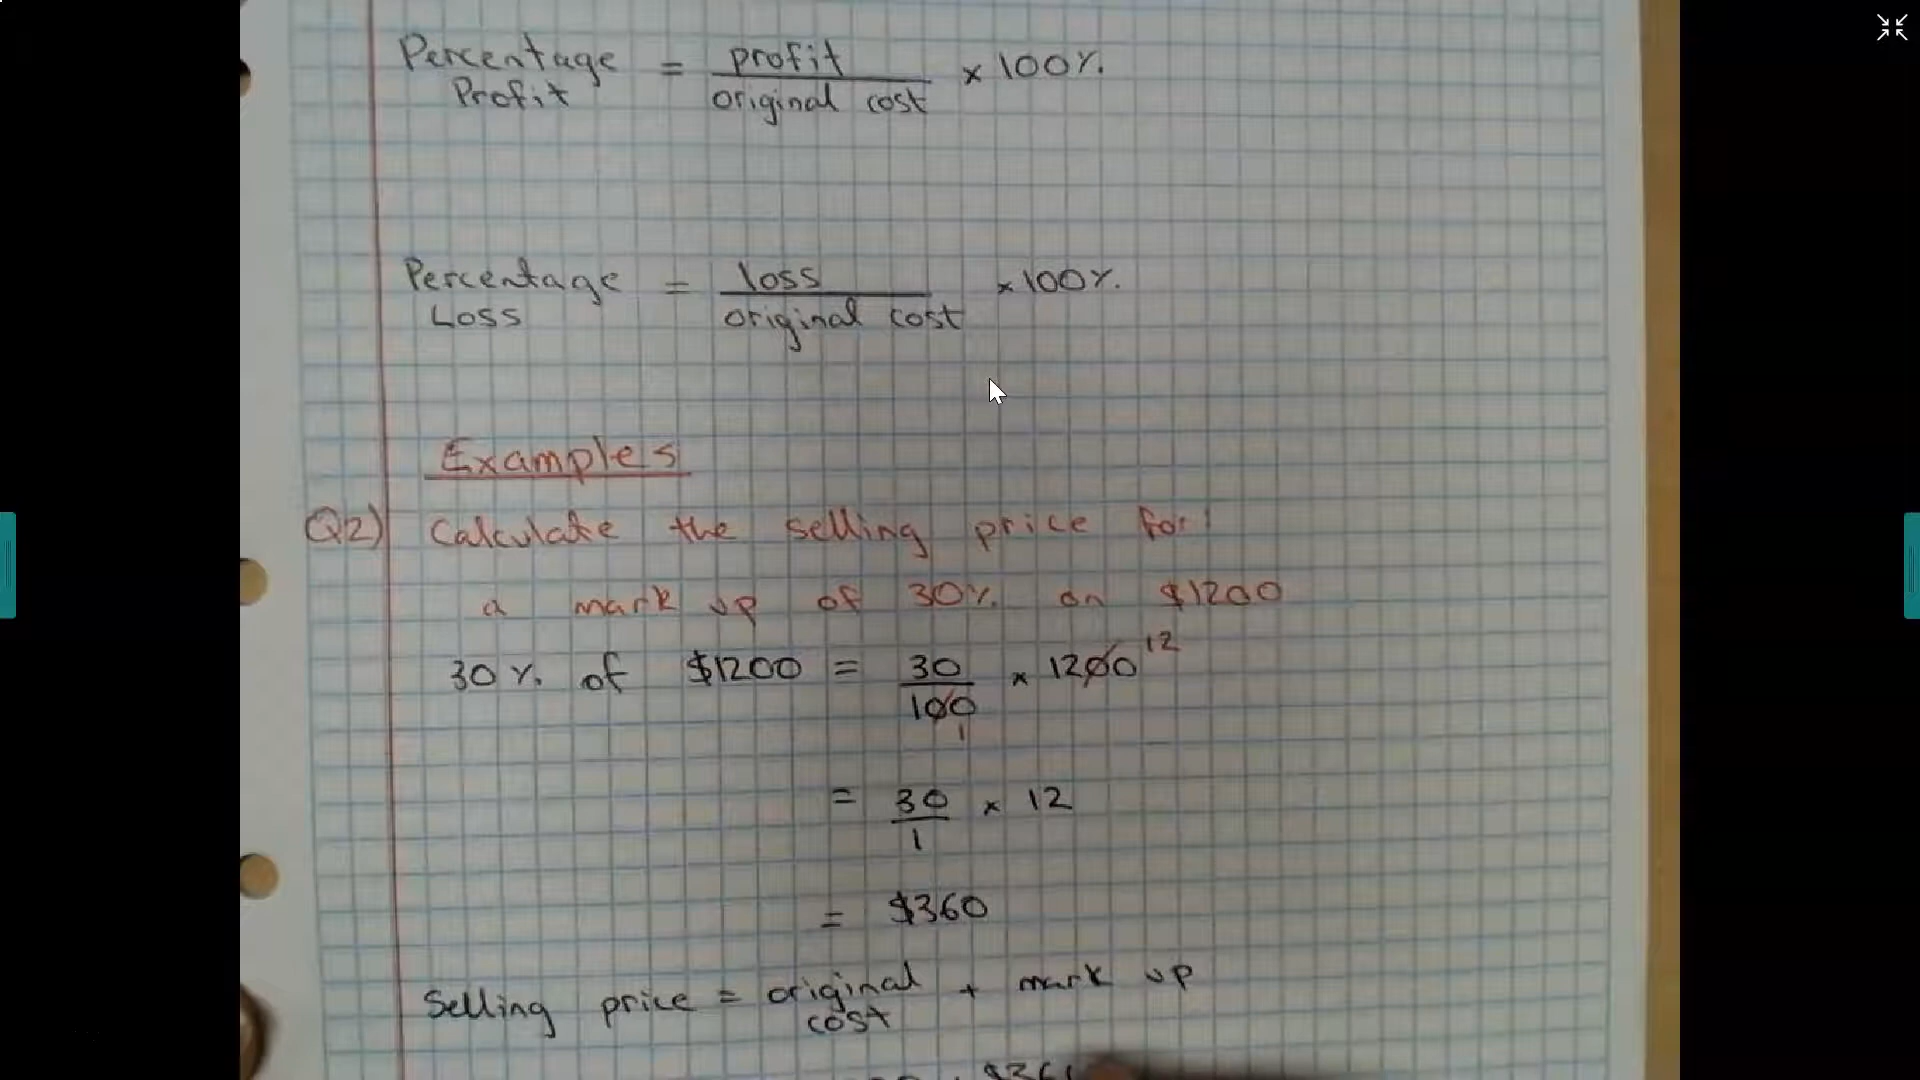 Percentage Profit = profit / original cost × 100%
Percentage Loss = loss / original cost × 100%
Examples
Q2) Calculate the selling price for:
a mark up of 30% on $1200
30% of $1200 = 30/100 × 1200 12
1
= 30/1 × 12
= $360
Selling price = original cost + mark up